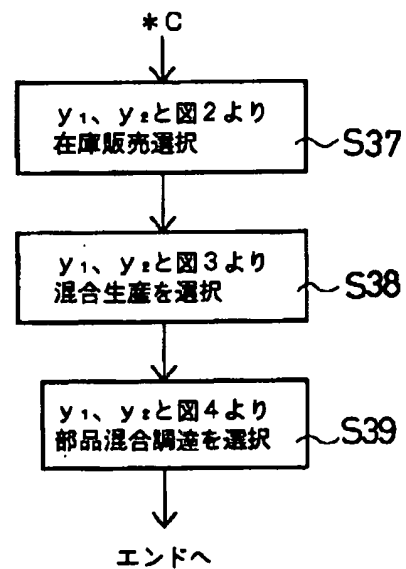 ＊C
y₁、y₂と図2より
在庫販売選択
S37
y₁、y₂と図3より
混合生産を選択
S38
y₁、y₂と図4より
部品混合調達を選択
S39
エンドへ